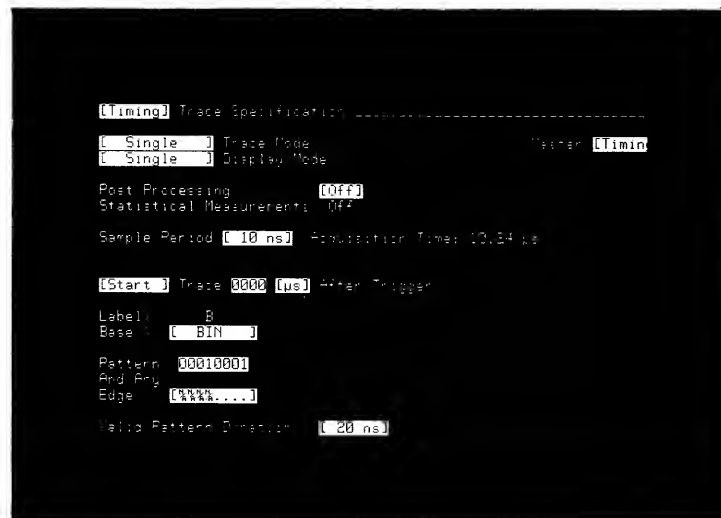 [Timing] Trace Specification
[ Single ] Trace Mode Master [Timin
[ Single ] Display Mode
Post Processing [Off]
Statistical Measurements Off
Sample Period [ 10 ns] Acquisition Time: 10.24 µs
[Start ] Trace 0000 [µs] After Trigger
Label: B
Base : [ BIN ]
Pattern 00010001
And Any
Edge [....]
Valid Pattern Duration [ 20 ns]